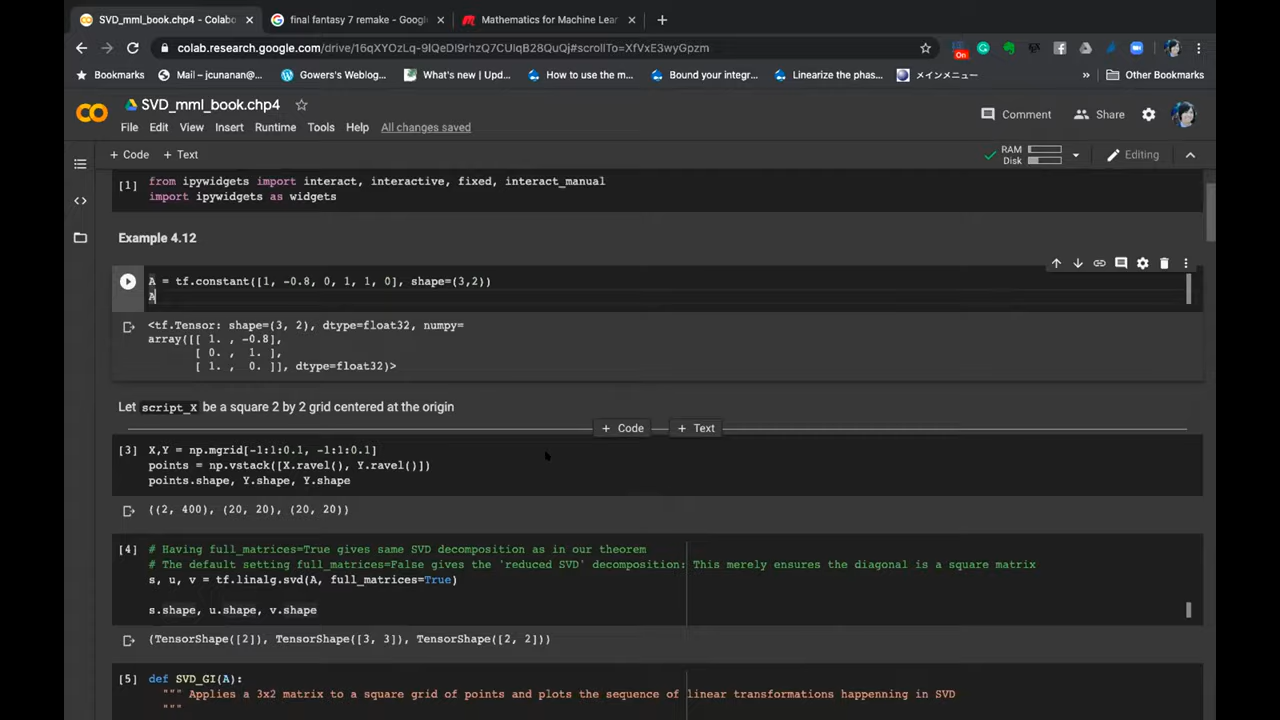 SVD_mml_book.chp4 - Colabo
final fantasy 7 remake - Google
Mathematics for Machine Lear
colab.research.google.com/drive/16qXYOzLq-9IQeDI9rhzQ7CUIqB28QuQj#scrollTo=XfVxE3wyGpzm
On
Bookmarks
Mail – jcunanan@...
Gowers's Weblog...
What's new | Upd...
How to use the m...
Bound your integr...
Linearize the phas...
メインメニュー
»
Other Bookmarks
CO
SVD_mml_book.chp4
File Edit View Insert Runtime Tools Help All changes saved
Comment
Share
+ Code + Text
RAM
Disk
Editing
[1] from ipywidgets import interact, interactive, fixed, interact_manual
import ipywidgets as widgets
Example 4.12
A = tf.constant([1, -0.8, 0, 1, 1, 0], shape=(3,2))
A
<tf.Tensor: shape=(3, 2), dtype=float32, numpy=
array([[ 1. , -0.8],
[ 0. , 1. ],
[ 1. , 0. ]], dtype=float32)>
Let script_X be a square 2 by 2 grid centered at the origin
+ Code + Text
[3] X,Y = np.mgrid[-1:1:0.1, -1:1:0.1]
points = np.vstack([X.ravel(), Y.ravel()])
points.shape, Y.shape, Y.shape
((2, 400), (20, 20), (20, 20))
[4] # Having full_matrices=True gives same SVD decomposition as in our theorem
# The default setting full_matrices=False gives the 'reduced SVD' decomposition: This merely ensures the diagonal is a square matrix
s, u, v = tf.linalg.svd(A, full_matrices=True)
s.shape, u.shape, v.shape
(TensorShape([2]), TensorShape([3, 3]), TensorShape([2, 2]))
[5] def SVD_GI(A):
""" Applies a 3x2 matrix to a square grid of points and plots the sequence of linear transformations happenning in SVD
"""